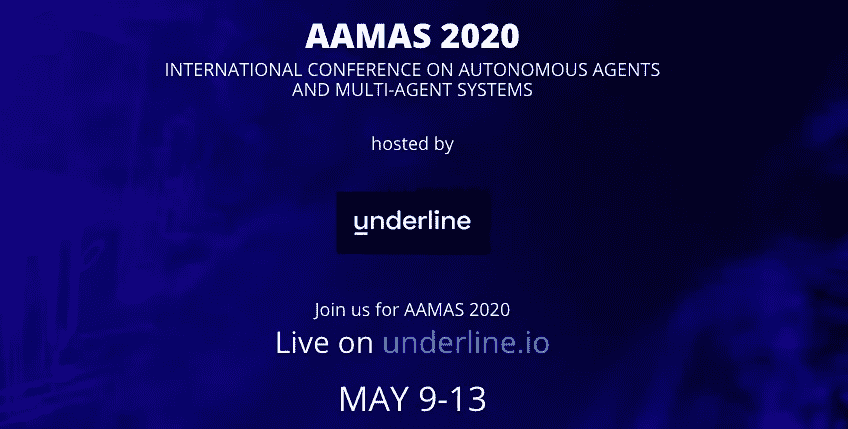 AAMAS 2020
INTERNATIONAL CONFERENCE ON AUTONOMOUS AGENTS
AND MULTI-AGENT SYSTEMS
hosted by
underline
Join us for AAMAS 2020
Live on underline.io
MAY 9-13